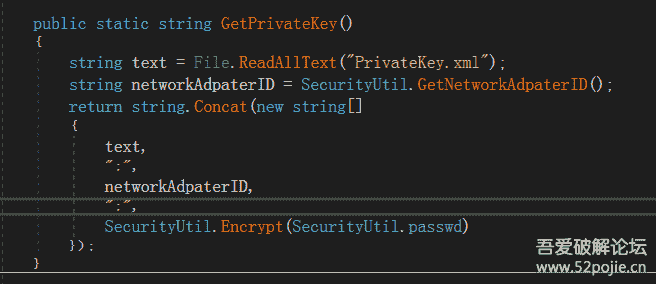 public static string GetPrivateKey()
{
    string text = File.ReadAllText("PrivateKey.xml");
    string networkAdpaterID = SecurityUtil.GetNetworkAdpaterID();
    return string.Concat(new string[]
    {
        text,
        ":",
        networkAdpaterID,
        ":",
        SecurityUtil.Encrypt(SecurityUtil.passwd)
    });
}
吾爱破解论坛
www.52pojie.cn